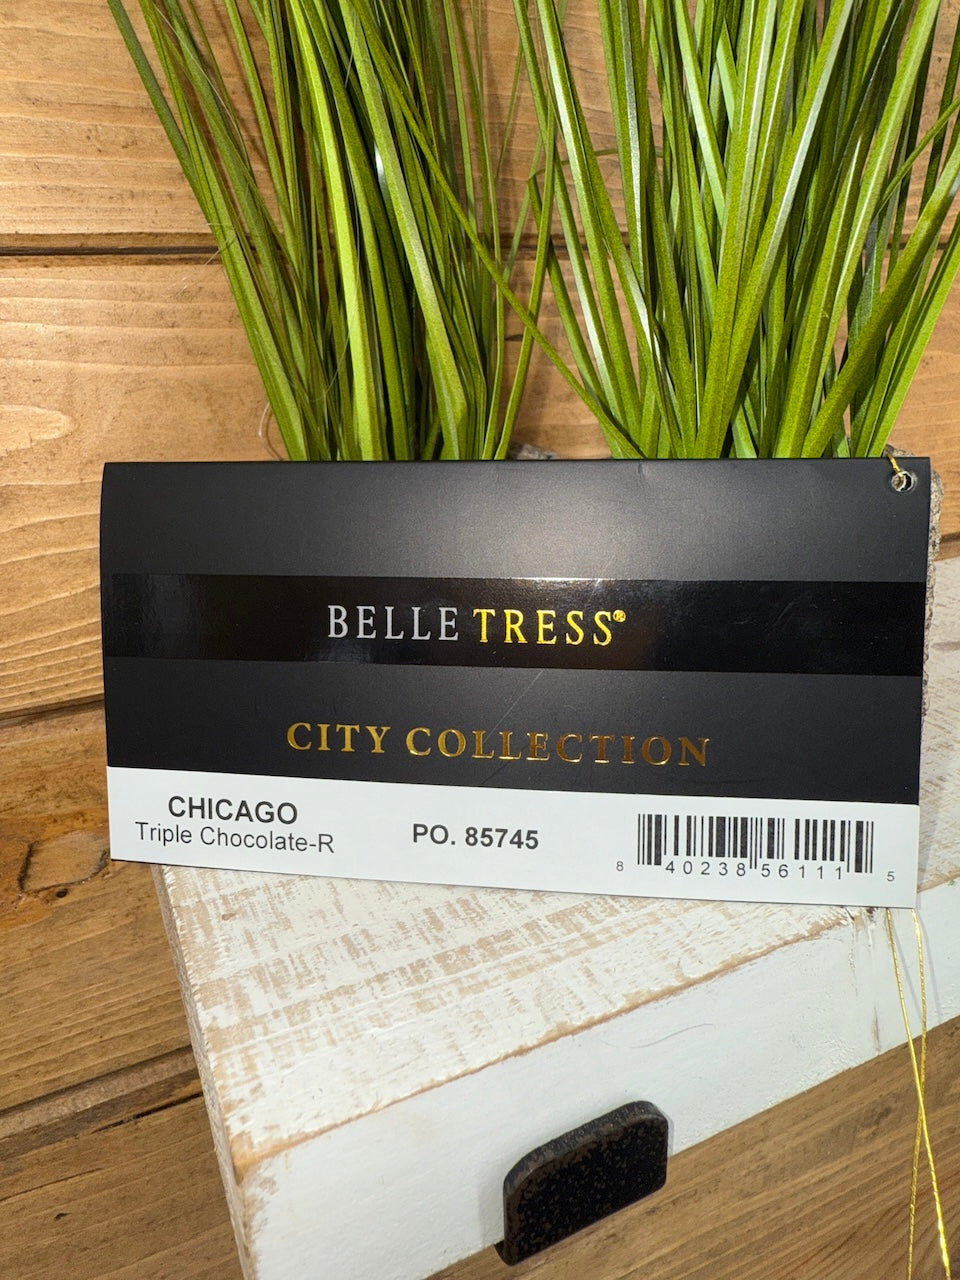 BELLE TRESS®
CITY COLLECTION
CHICAGO
Triple Chocolate-R
PO. 85745
8 40238 56111 5